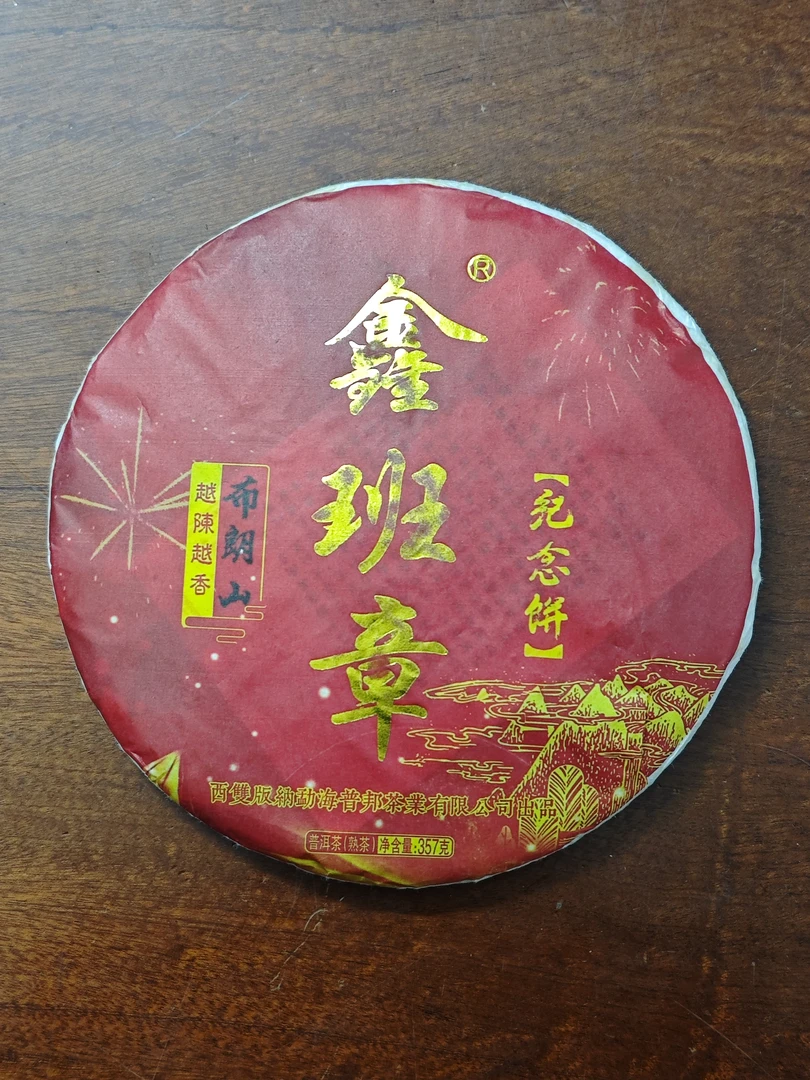 鑫班章®
【紀念餅】
布朗山
越陳越香
西雙版納勐海普邦茶業有限公司出品
普洱茶(熟茶) 净含量:357克